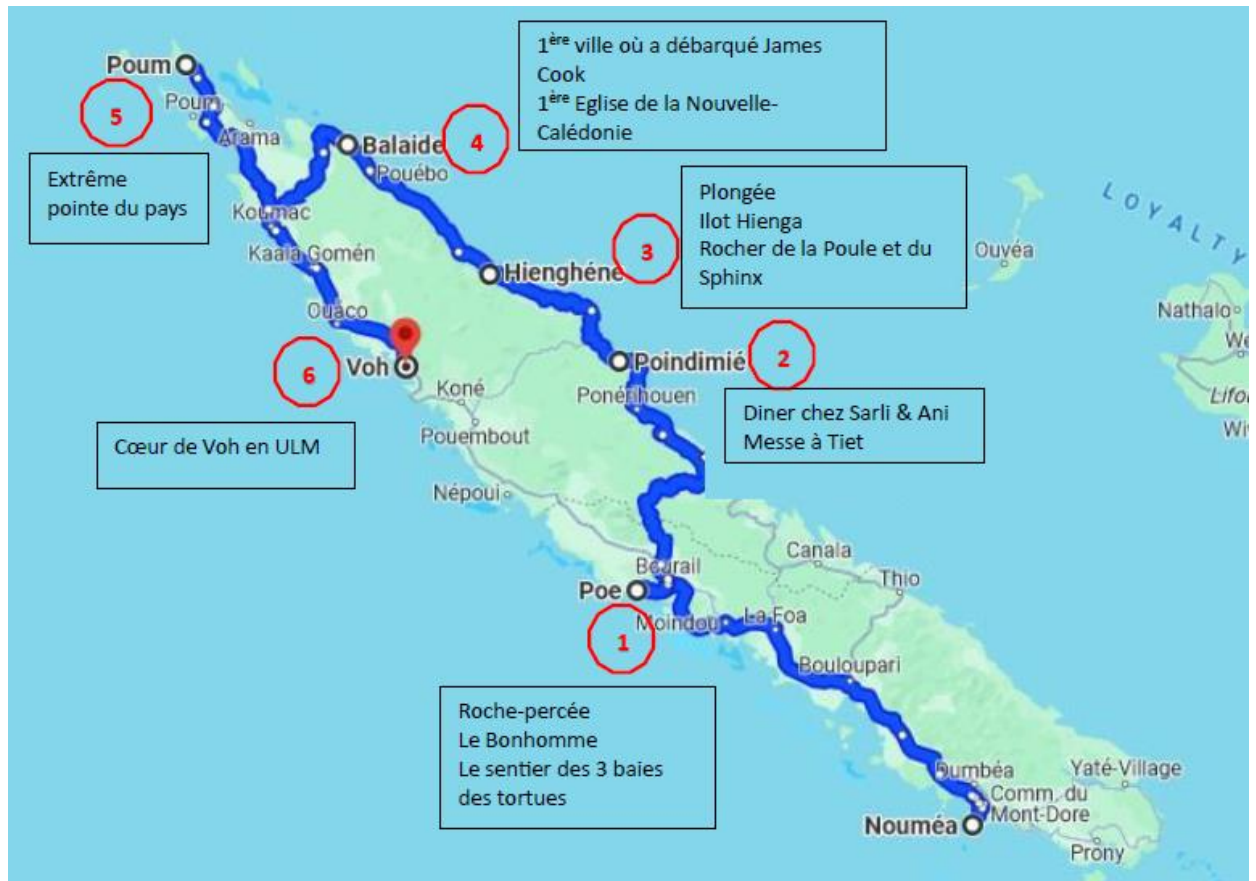 1ère ville où a débarqué James
Cook
1ère Eglise de la Nouvelle-
Calédonie
Poum
5
Poum
Arama
Balaide
4
Pouébo
Extrême
pointe du pays
Plongée
Ilot Hienga
Rocher de la Poule et du
Sphinx
LOYALTY
Koumac
3
Ouvéa
Kaala Gomén
Hienghéne
Nathalo
Ouaco
We
Poindimié
2
6
Voh
Koné
Ponérihouen
Lifou
Wi
Pouembout
Diner chez Sarli & Ani
Messe à Tiet
Cœur de Voh en ULM
Népoui
Canala
Bourail
Thio
Poe
Moindou
La Foa
1
Bouloupari
Roche-percée
Le Bonhomme
Le sentier des 3 baies
des tortues
Dumbéa
Yaté-Village
Comm. du
Mont-Dore
Nouméa
Prony